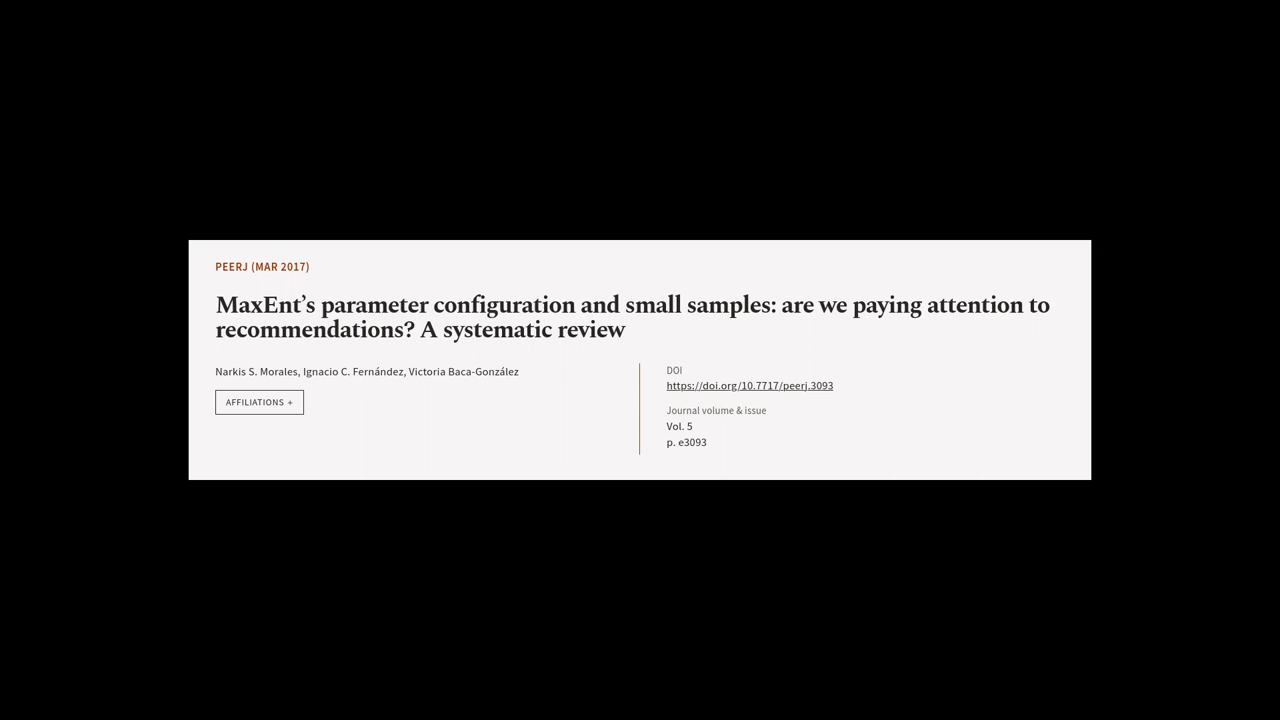 PEERJ (MAR 2017)
MaxEnt’s parameter configuration and small samples: are we paying attention to
recommendations? A systematic review
Narkis S. Morales, Ignacio C. Fernández, Victoria Baca-González
AFFILIATIONS +
DOI
https://doi.org/10.7717/peerj.3093
Journal volume & issue
Vol. 5
p. e3093